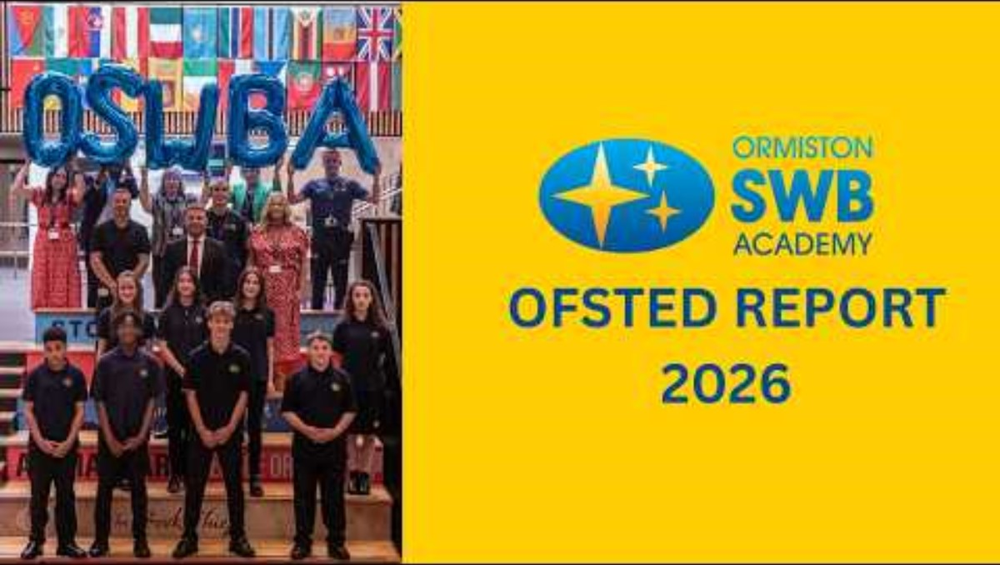 OSWBA
ORMISTON
SWB
ACADEMY
OFSTED REPORT
2026